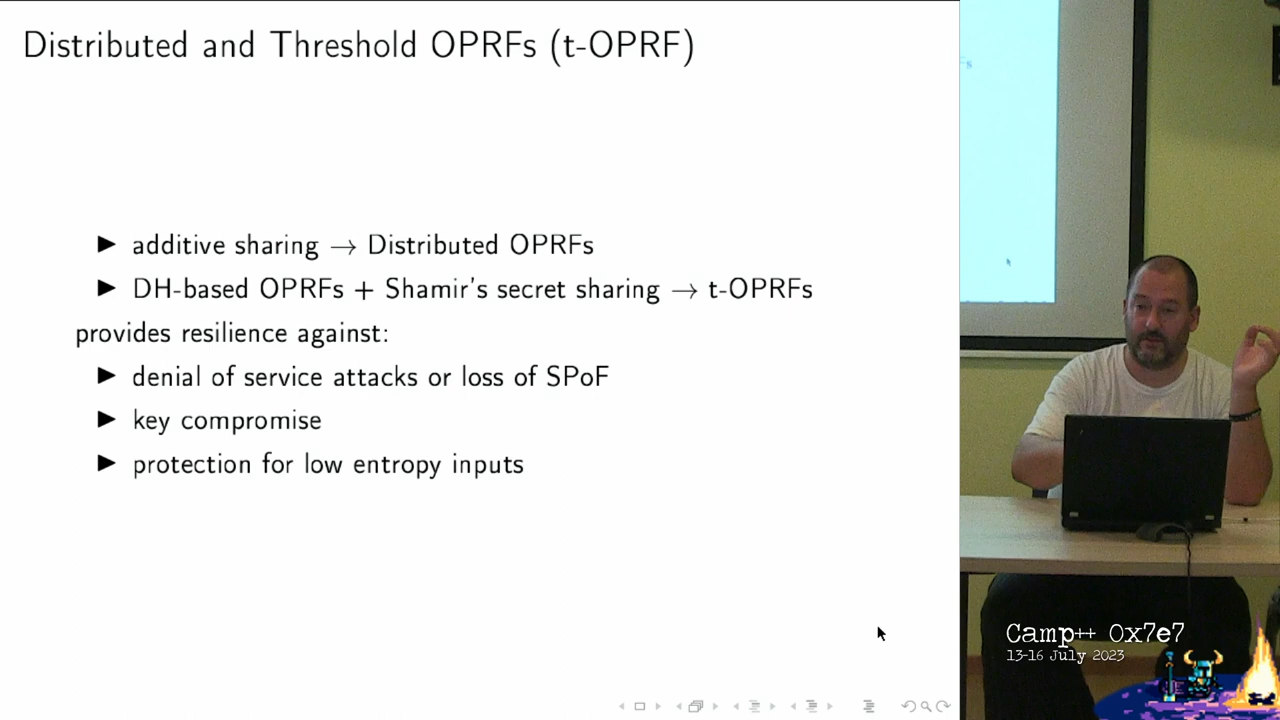 Distributed and Threshold OPRFs (t-OPRF)
▶ additive sharing → Distributed OPRFs
▶ DH-based OPRFs + Shamir's secret sharing → t-OPRFs
provides resilience against:
▶ denial of service attacks or loss of SPoF
▶ key compromise
▶ protection for low entropy inputs
Camp++ 0x7e7
13-16 July 2023